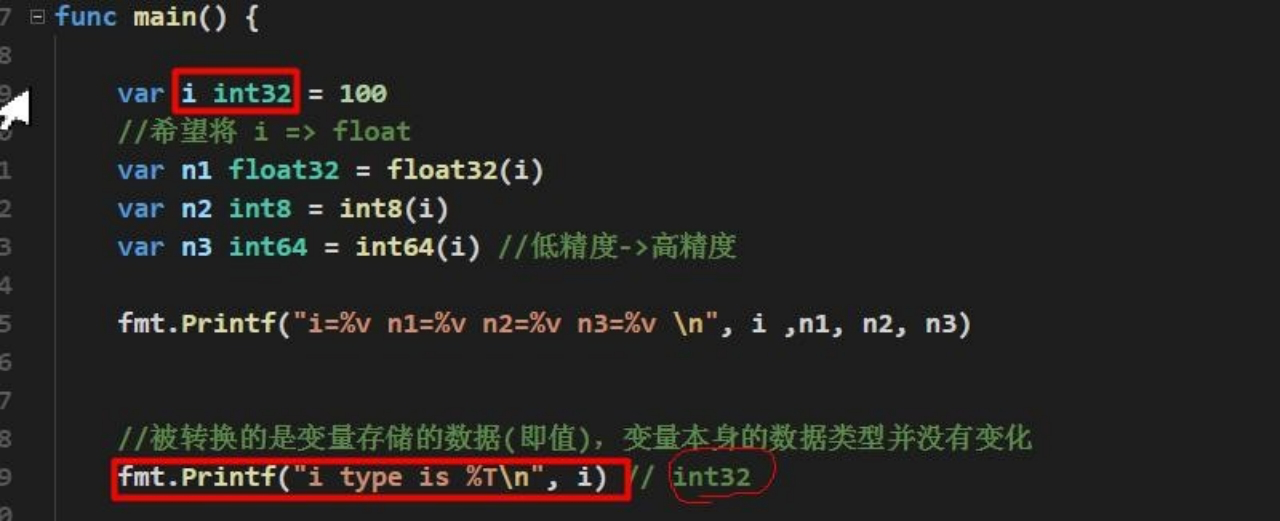 7 func main() {
8
9 var i int32 = 100
0 //希望将 i => float
1 var n1 float32 = float32(i)
2 var n2 int8 = int8(i)
3 var n3 int64 = int64(i) //低精度->高精度
4
5 fmt.Printf("i=%v n1=%v n2=%v n3=%v \n", i ,n1, n2, n3)
6
7
8 //被转换的是变量存储的数据(即值)，变量本身的数据类型并没有变化
9 fmt.Printf("i type is %T\n", i) // int32
0